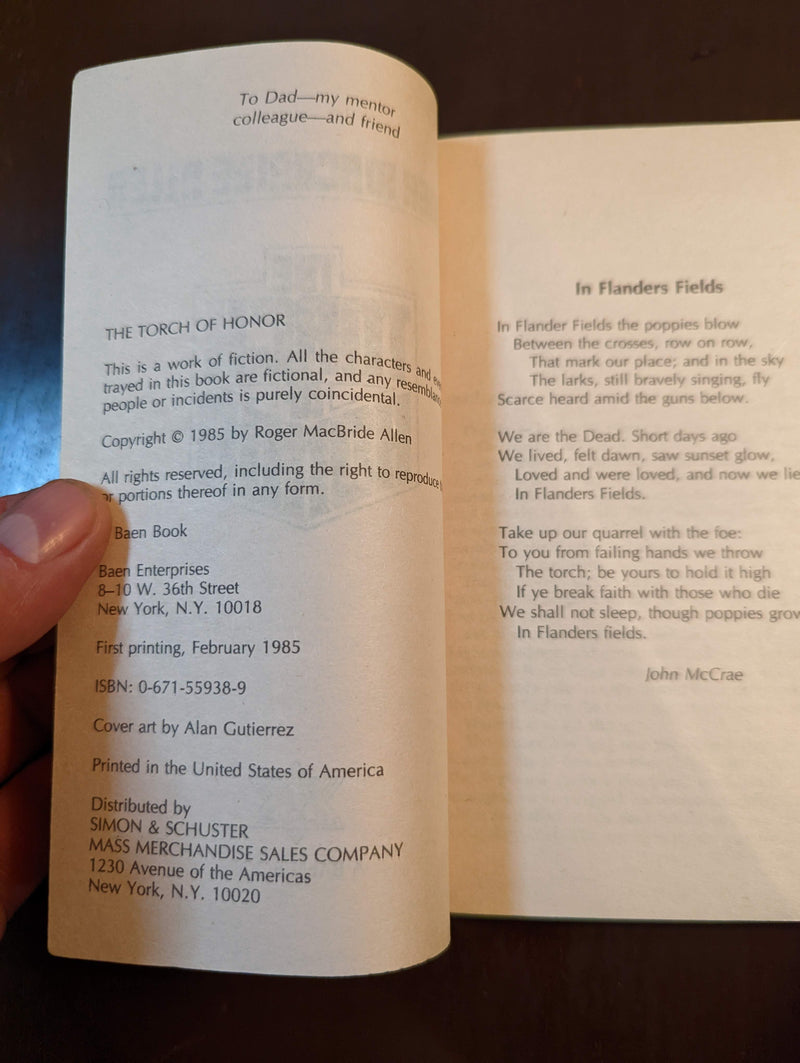 To Dad—my mentor
colleague—and friend
THE TORCH OF HONOR
This is a work of fiction. All the characters and
trayed in this book are fictional, and any
people or incidents is purely coincidental.
Copyright © 1985 by Roger MacBride Allen
All rights reserved, including the right to reproduce
or portions thereof in any form.
Baen Book
Baen Enterprises
8–10 W. 36th Street
New York, N.Y. 10018
First printing, February 1985
ISBN: 0-671-55938-9
Cover art by Alan Gutierrez
Printed in the United States of America
Distributed by
SIMON & SCHUSTER
MASS MERCHANDISE SALES COMPANY
1230 Avenue of the Americas
New York, N.Y. 10020
In Flanders Fields
In Flander Fields the poppies blow
Between the crosses, row on row,
That mark our place; and in the sky
The larks, still bravely singing, fly
Scarce heard amid the guns below.
We are the Dead. Short days ago
We lived, felt dawn, saw sunset glow,
Loved and were loved, and now we lie
In Flanders Fields.
Take up our quarrel with the foe:
To you from failing hands we throw
The torch; be yours to hold it high
If ye break faith with those who die
We shall not sleep, though poppies grow
In Flanders fields.
John McCrae